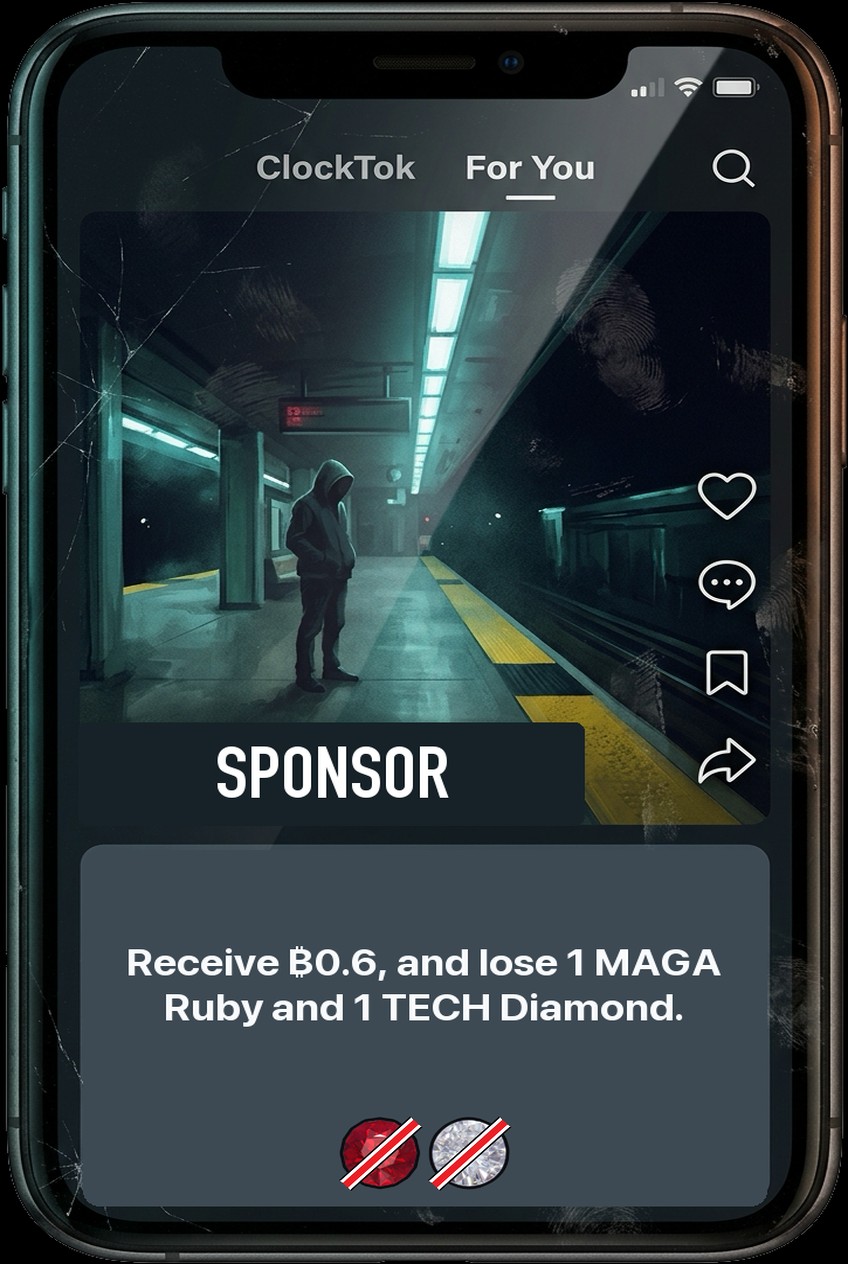 ClockTok For You
SPONSOR
Receive ₿0.6, and lose 1 MAGA
Ruby and 1 TECH Diamond.